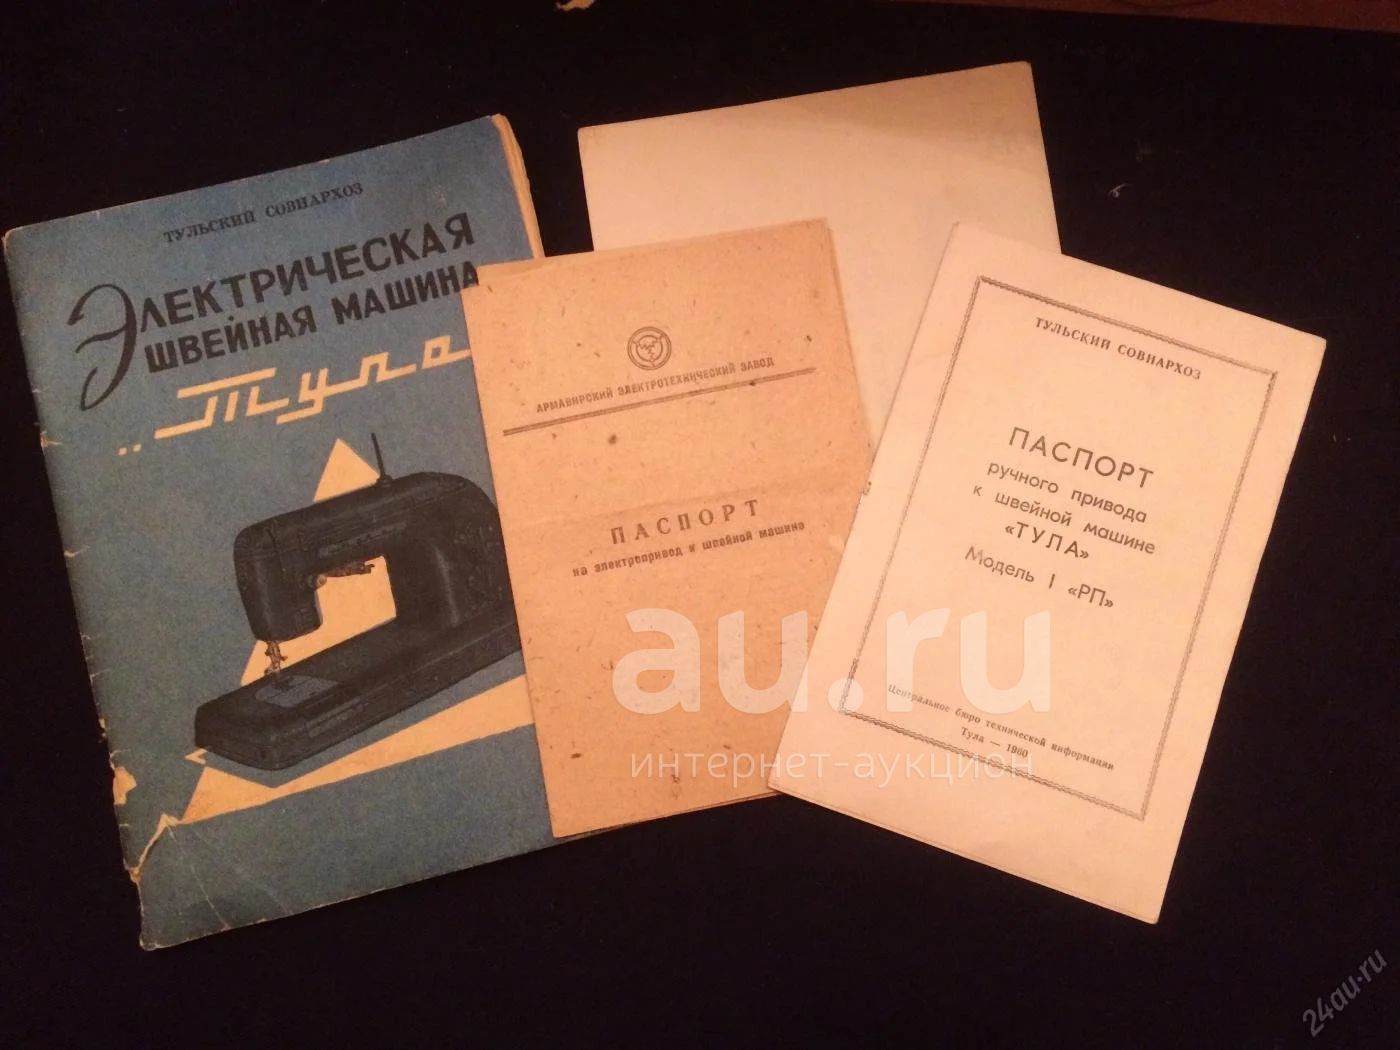 ТУЛЬСКИЙ СОВНАРХОЗ
ЭЛЕКТРИЧЕСКАЯ
ШВЕЙНАЯ МАШИНА
„Тула
АРМАВИРСКИЙ ЭЛЕКТРОТЕХНИЧЕСКИЙ ЗАВОД
ПАСПОРТ
на электропривод к швейной машине
ТУЛЬСКИЙ СОВНАРХОЗ
ПАСПОРТ
ручного привода
к швейной машине
«ТУЛА»
Модель 1 «РП»
Центральное бюро технической информации
Тула — 1960
au.ru
интернет-аукцион
24au.ru